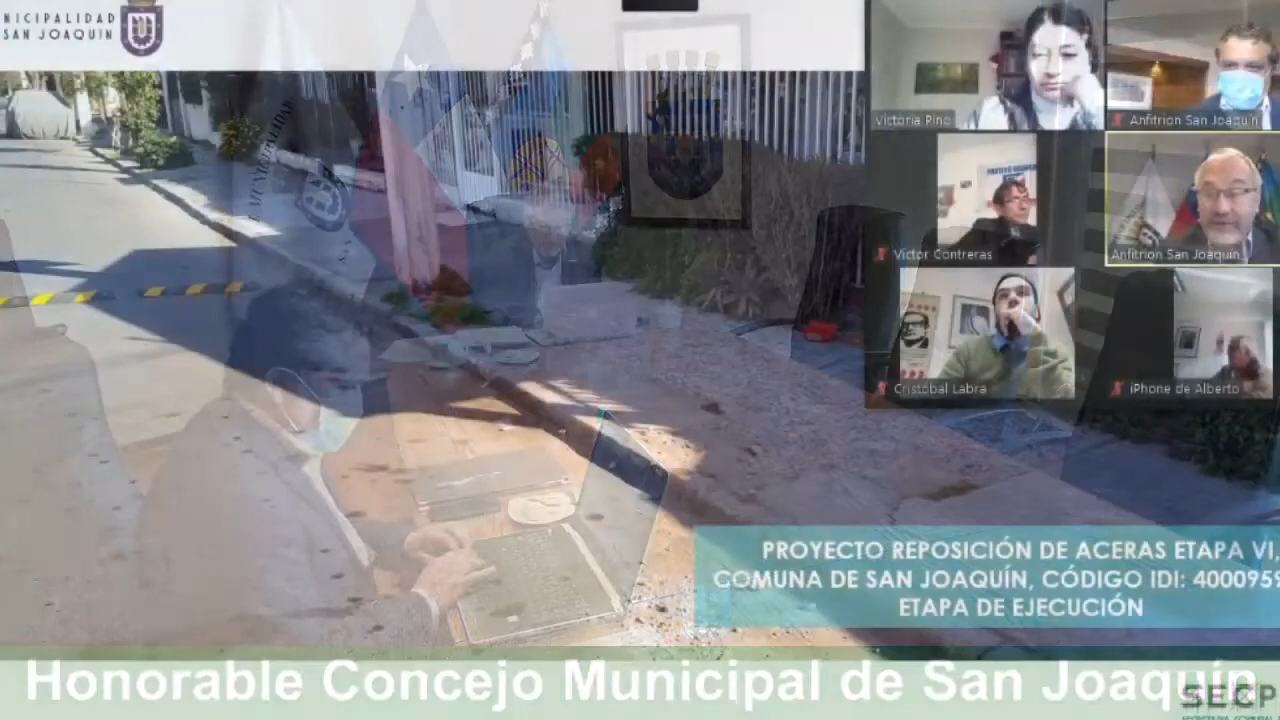 NICIPALIDAD
SAN JOAQUIN
Victoria Pino
Anfitrion San Joaquin
Victor Contreras
Anfitrion San Joaquin
Cristobal Labra
iPhone de Alberto
PROYECTO REPOSICIÓN DE ACERAS ETAPA VI
COMUNA DE SAN JOAQUÍN, CÓDIGO IDI: 4000959
ETAPA DE EJECUCIÓN
Honorable Concejo Municipal de San Joaquín
SECP